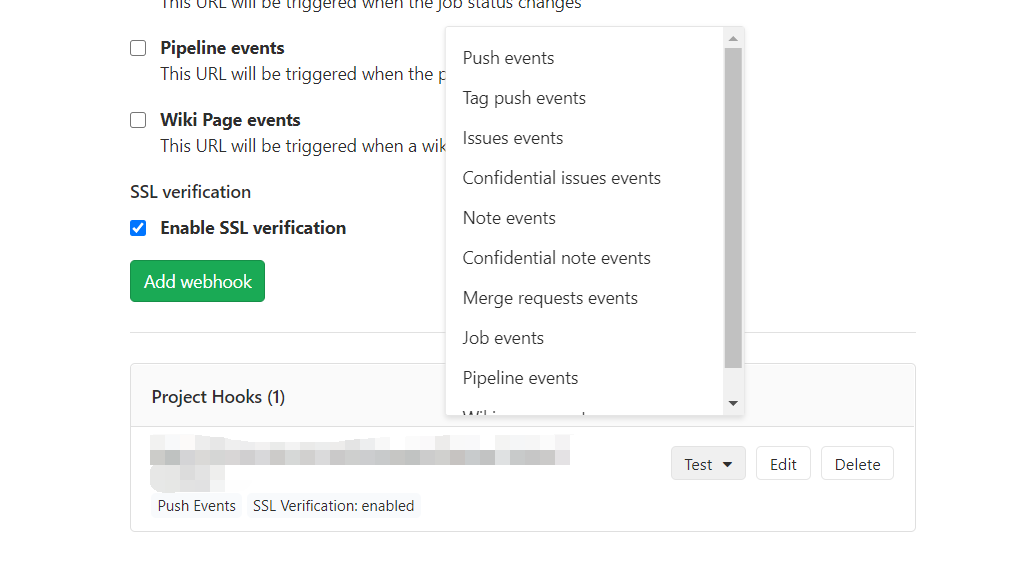 This URL will be triggered when the job status changes
Pipeline events
This URL will be triggered when the
Wiki Page events
This URL will be triggered when a
SSL verification
Enable SSL verification
Add webhook
Push events
Tag push events
Issues events
Confidential issues events
Note events
Confidential note events
Merge requests events
Job events
Pipeline events
Project Hooks (1)
Test
Edit
Delete
Push Events
SSL Verification: enabled